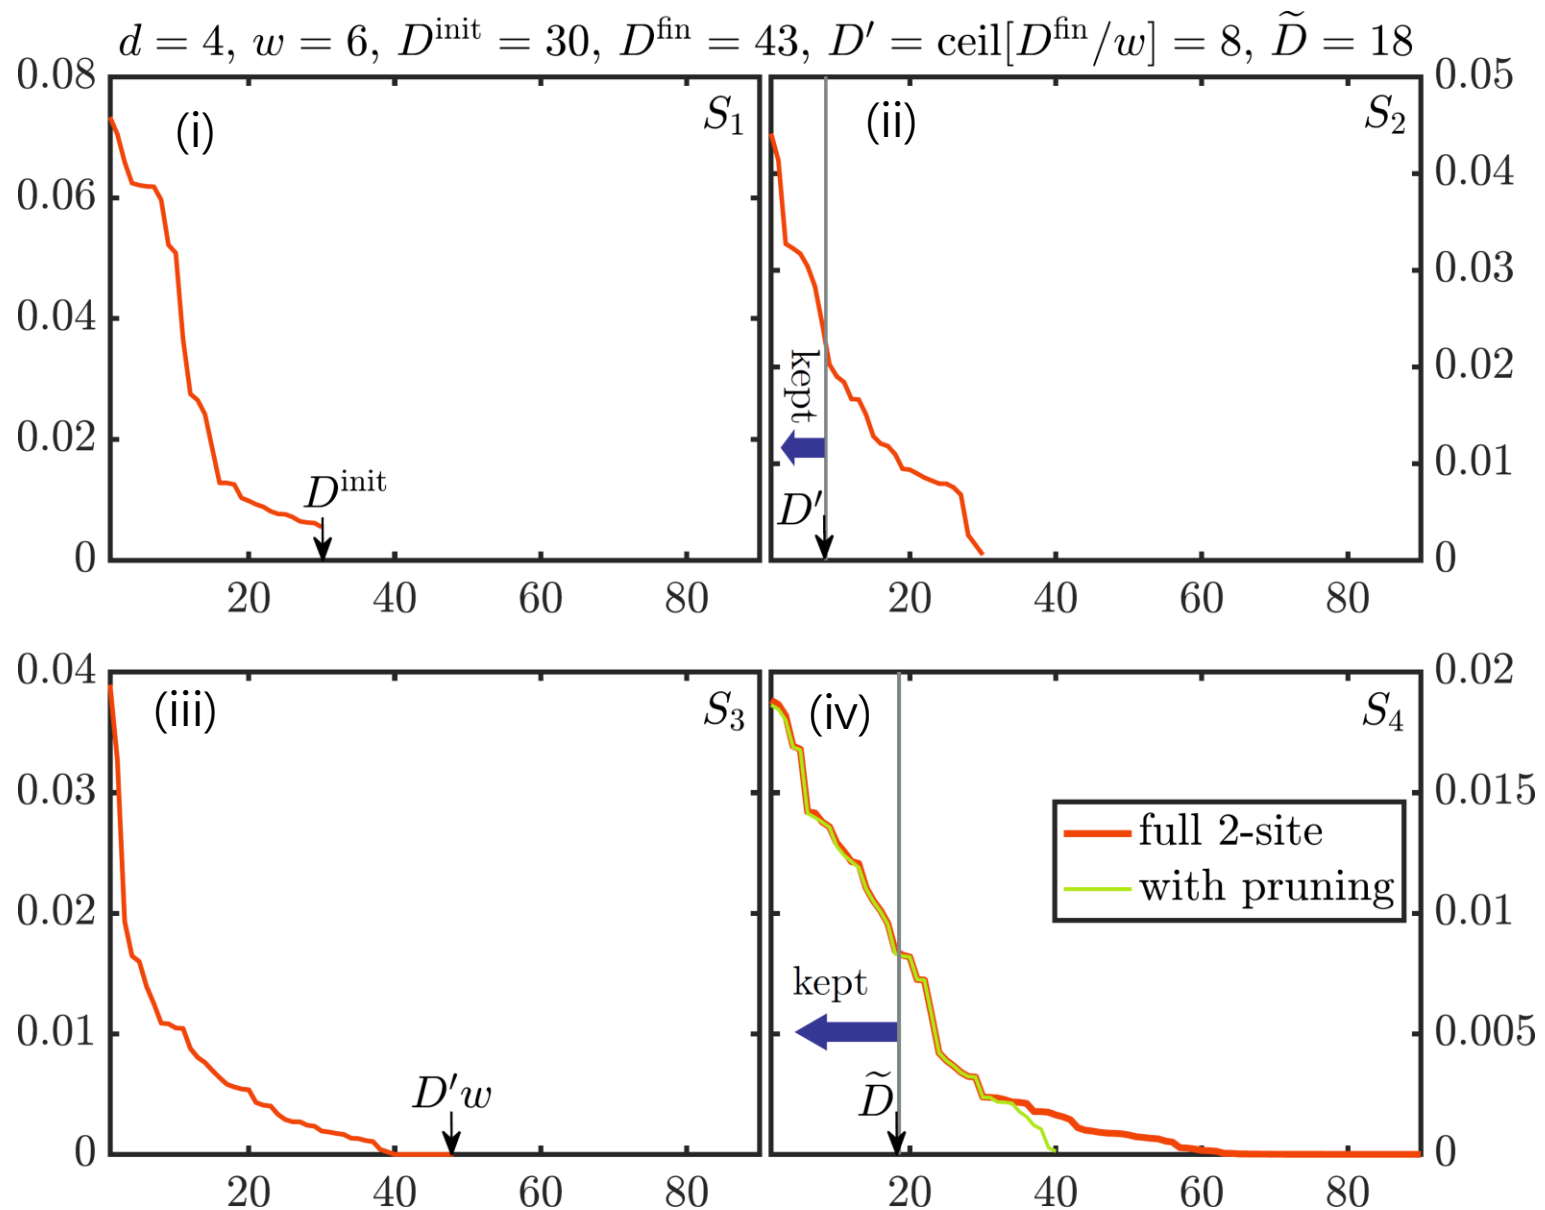 d = 4, w = 6, D^init = 30, D^fin = 43, D′ = ceil[D^fin/w] = 8, D̃ = 18
0.08
0.06
0.04
0.02
0
(i)
S₁
D^init
20 40 60 80
0.05
0.04
0.03
0.02
0.01
0
(ii)
S₂
kept
D′
20 40 60 80
0.04
0.03
0.02
0.01
0
(iii)
S₃
D′w
20 40 60 80
0.02
0.015
0.01
0.005
0
(iv)
S₄
full 2-site
with pruning
kept
D̃
20 40 60 80